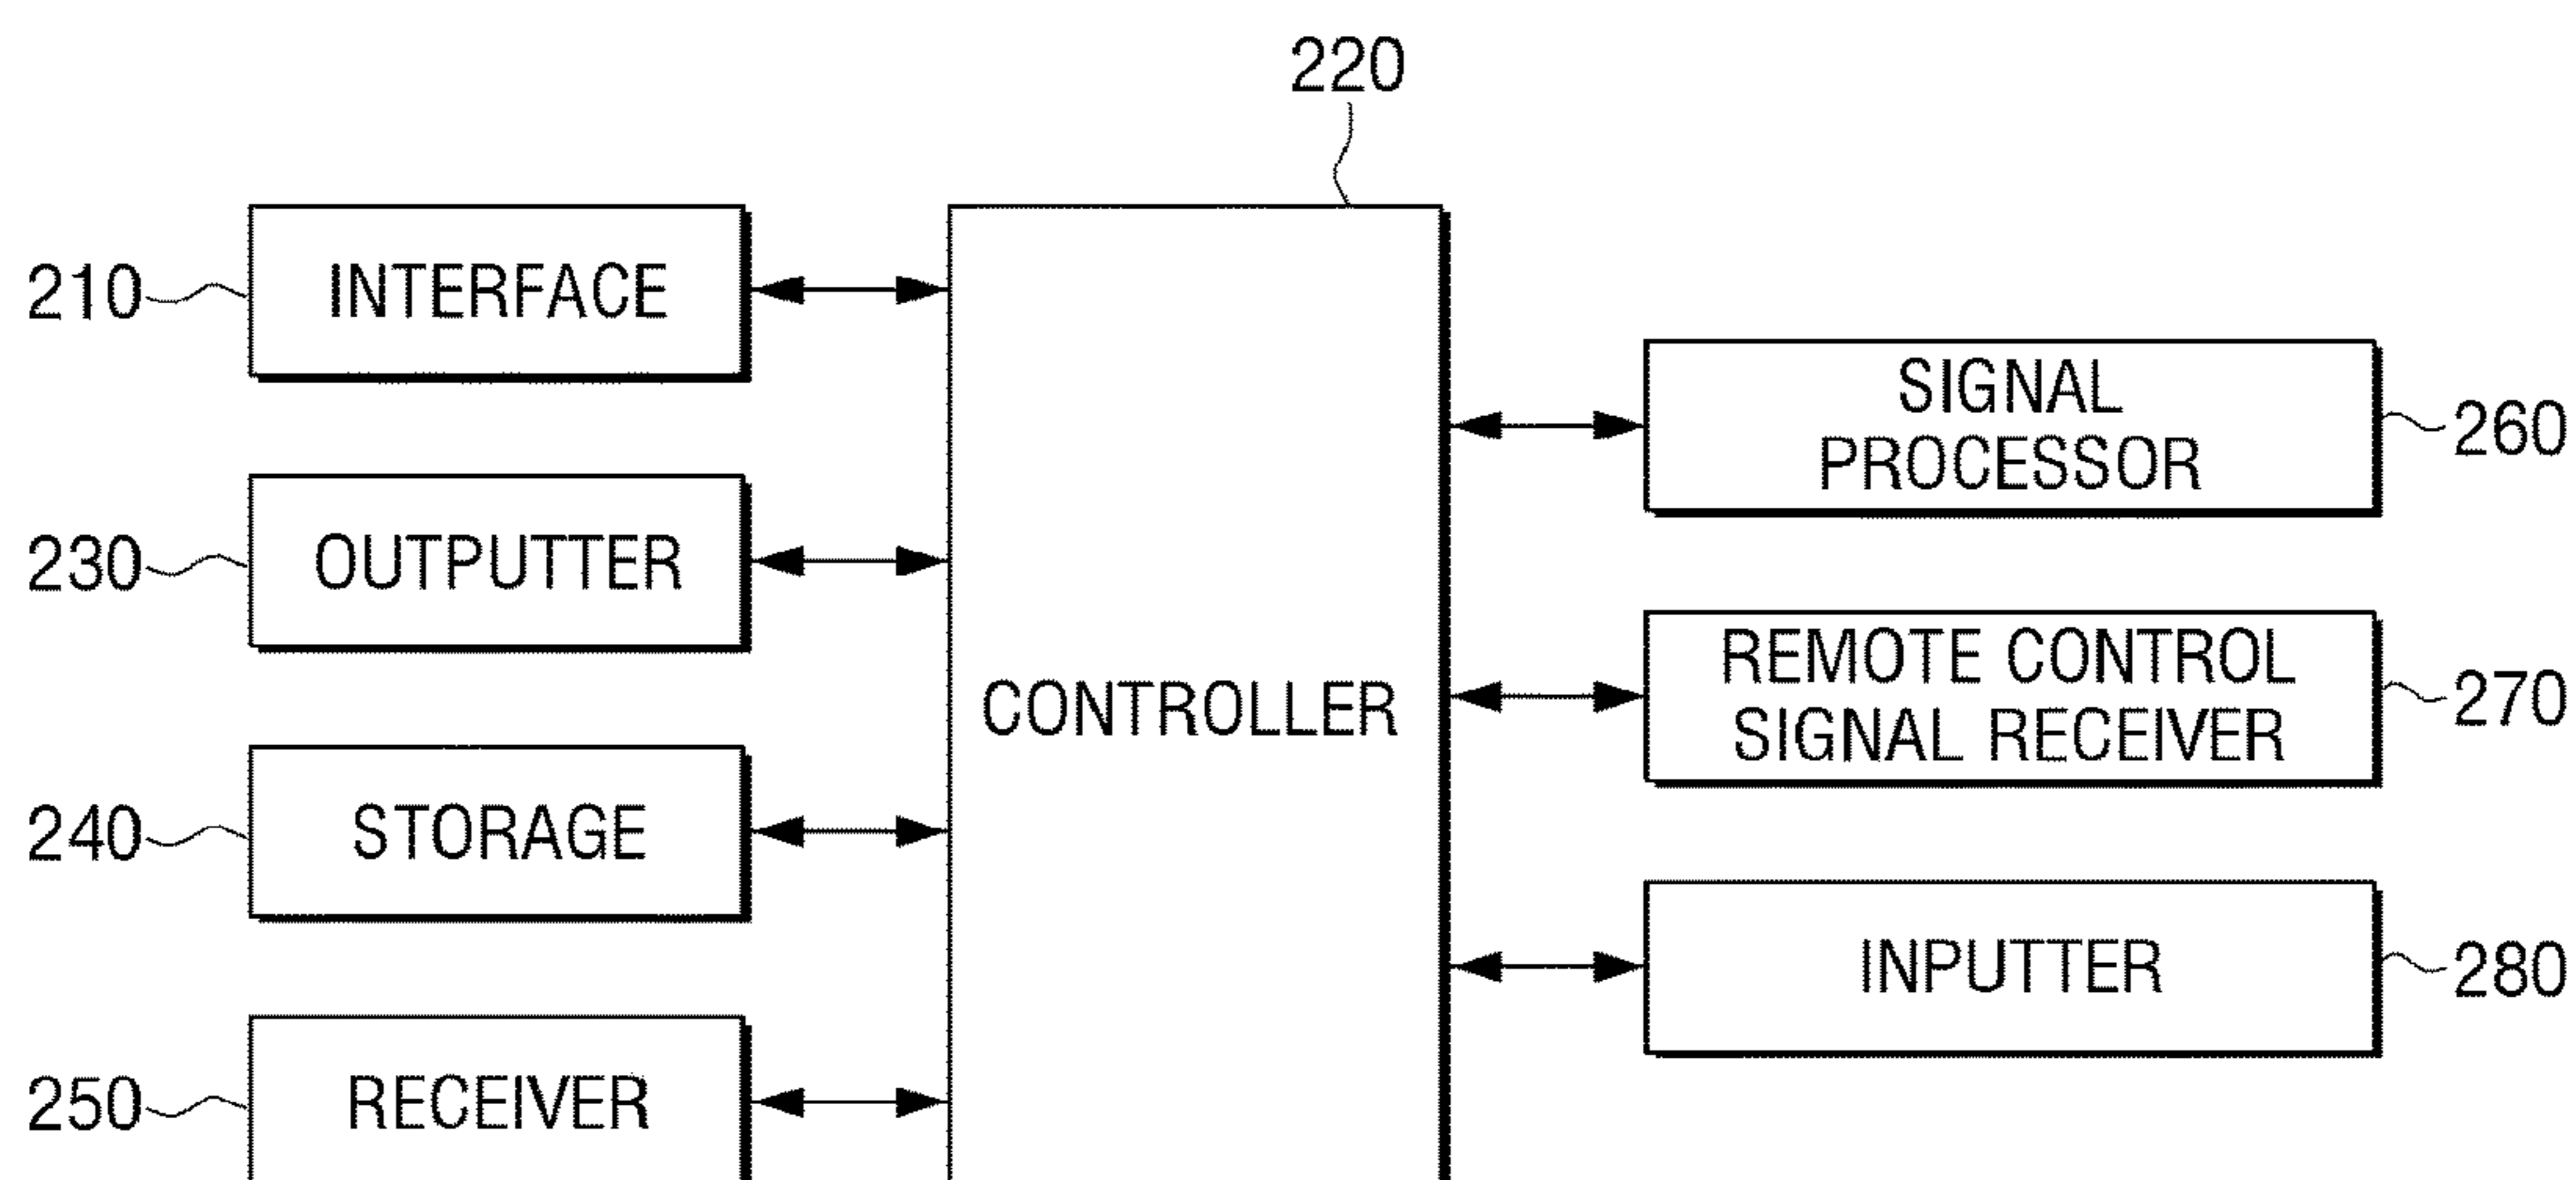 220
210
INTERFACE
SIGNAL
PROCESSOR
260
230
OUTPUTTER
REMOTE CONTROL
SIGNAL RECEIVER
270
CONTROLLER
240
STORAGE
INPUTTER
280
250
RECEIVER